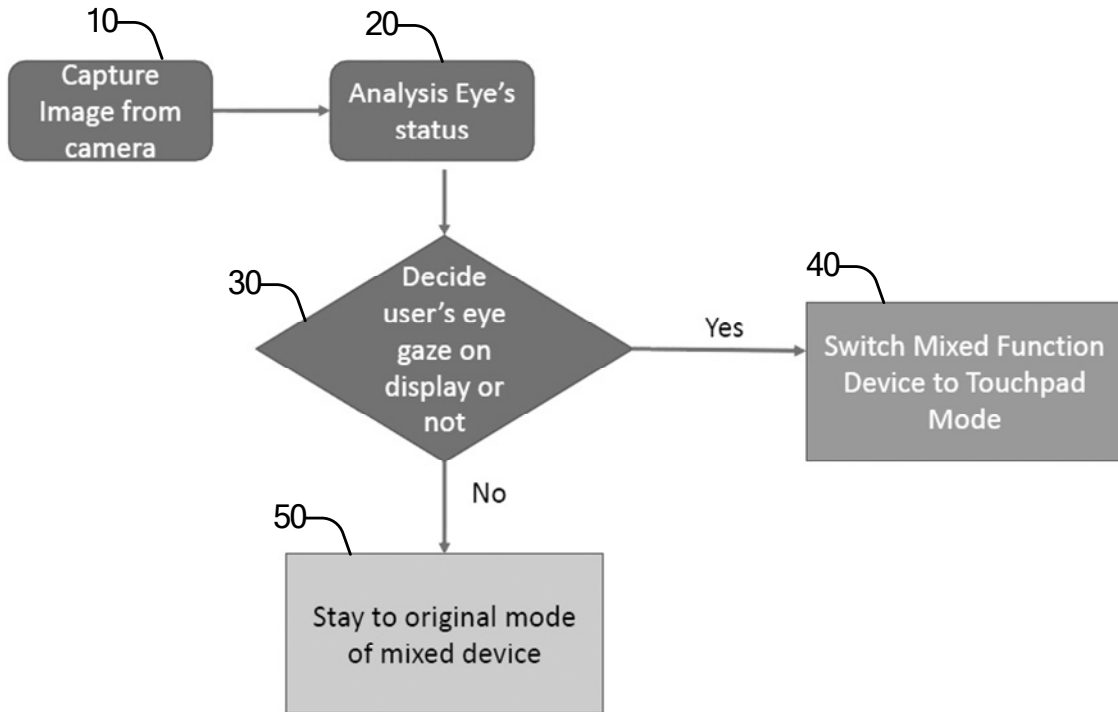 10
Capture
Image from
camera
20
Analysis Eye's
status
30
Decide
user's eye
gaze on
display or
not
Yes
40
Switch Mixed Function
Device to Touchpad
Mode
No
50
Stay to original mode
of mixed device